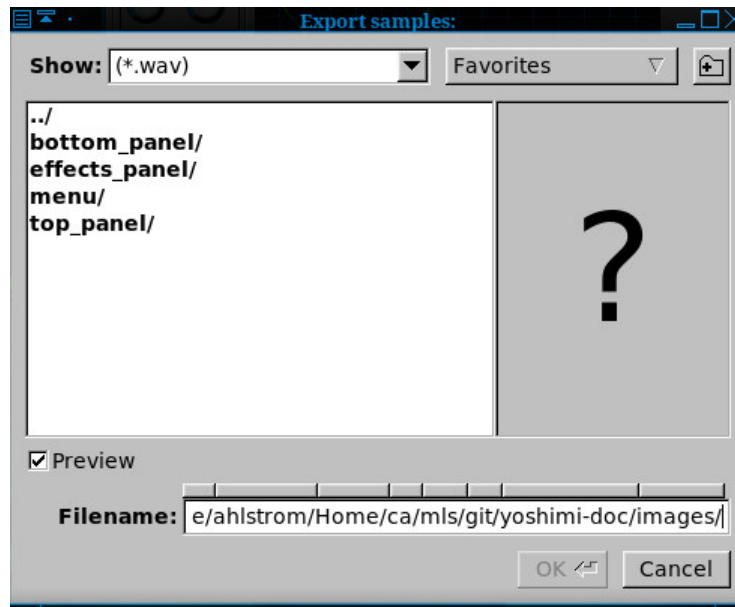 Export samples:
Show: (*.wav) Favorites
../
bottom_panel/
effects_panel/
menu/
top_panel/
?
Preview
Filename: e/ahlstrom/Home/ca/mls/git/yoshimi-doc/images/
OK Cancel